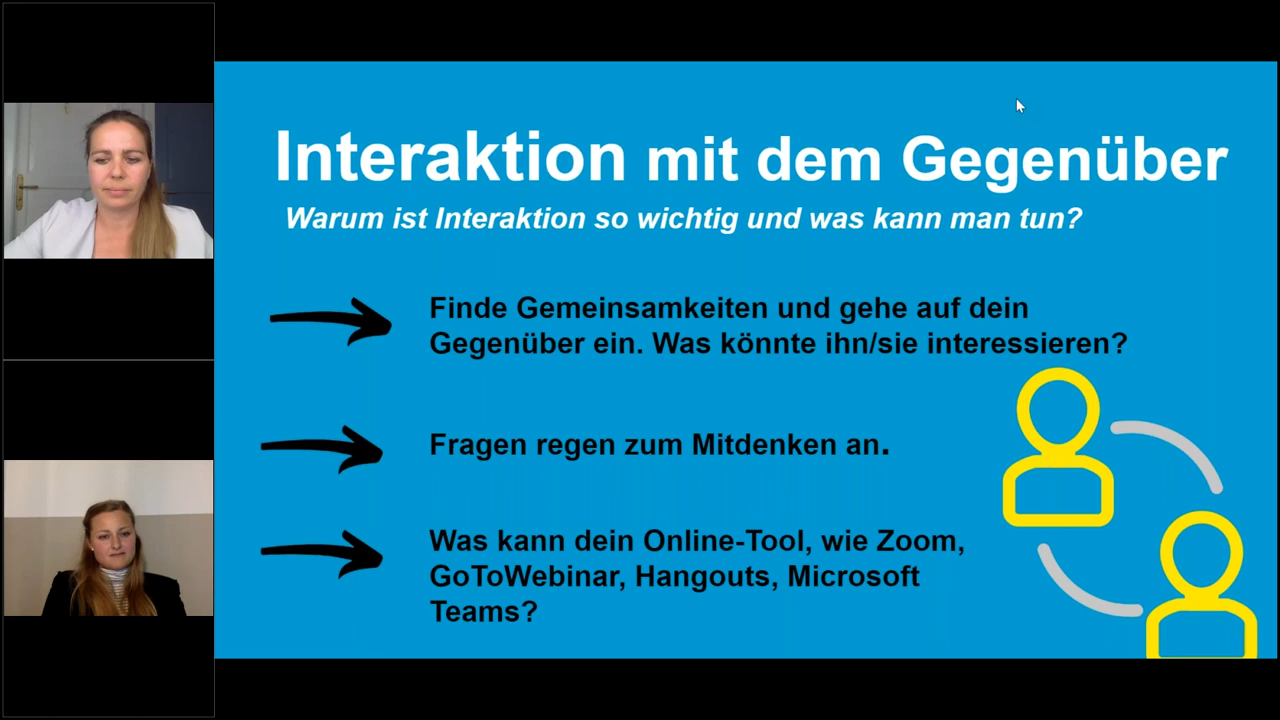 Interaktion mit dem Gegenüber
Warum ist Interaktion so wichtig und was kann man tun?
Finde Gemeinsamkeiten und gehe auf dein
Gegenüber ein. Was könnte ihn/sie interessieren?
Fragen regen zum Mitdenken an.
Was kann dein Online-Tool, wie Zoom,
GoToWebinar, Hangouts, Microsoft
Teams?